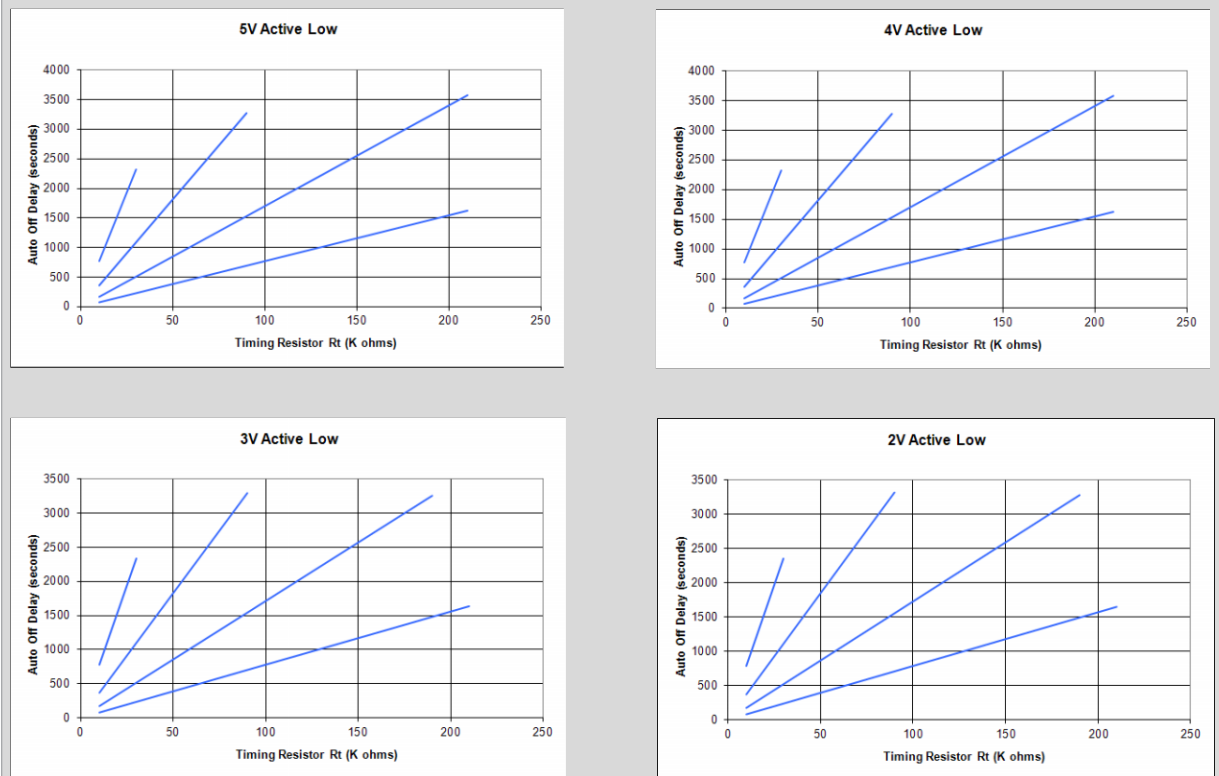 5V Active Low
4000
3500
3000
2500
2000
1500
1000
500
0
Auto Off Delay (seconds)
0 50 100 150 200 250
Timing Resistor Rt (K ohms)
4V Active Low
4000
3500
3000
2500
2000
1500
1000
500
0
Auto Off Delay (seconds)
0 50 100 150 200 250
Timing Resistor Rt (K ohms)
3V Active Low
3500
3000
2500
2000
1500
1000
500
0
Auto Off Delay (seconds)
0 50 100 150 200 250
Timing Resistor Rt (K ohms)
2V Active Low
3500
3000
2500
2000
1500
1000
500
0
Auto Off Delay (seconds)
0 50 100 150 200 250
Timing Resistor Rt (K ohms)